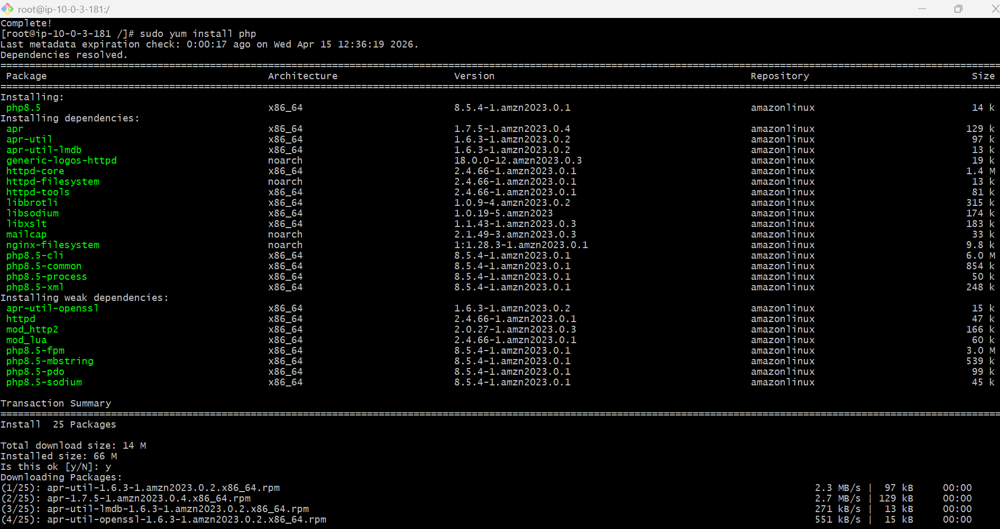 root@ip-10-0-3-181:/
Complete!
[root@ip-10-0-3-181 /]# sudo yum install php
Last metadata expiration check: 0:00:17 ago on Wed Apr 15 12:36:19 2026.
Dependencies resolved.
================================================================================
Package Architecture Version Repository Size
================================================================================
Installing:
php8.5 x86_64 8.5.4-1.amzn2023.0.1 amazonlinux 14 k
Installing dependencies:
apr x86_64 1.7.5-1.amzn2023.0.4 amazonlinux 129 k
apr-util x86_64 1.6.3-1.amzn2023.0.2 amazonlinux 97 k
apr-util-lmdb x86_64 1.6.3-1.amzn2023.0.2 amazonlinux 13 k
generic-logos-httpd noarch 18.0.0-12.amzn2023.0.3 amazonlinux 19 k
httpd-core x86_64 2.4.66-1.amzn2023.0.1 amazonlinux 1.4 M
httpd-filesystem noarch 2.4.66-1.amzn2023.0.1 amazonlinux 13 k
httpd-tools x86_64 2.4.66-1.amzn2023.0.1 amazonlinux 81 k
libbrotli x86_64 1.0.9-4.amzn2023.0.2 amazonlinux 315 k
libsodium x86_64 1.0.19-5.amzn2023 amazonlinux 174 k
libxslt x86_64 1.1.43-1.amzn2023.0.3 amazonlinux 183 k
mailcap noarch 2.1.49-3.amzn2023.0.3 amazonlinux 33 k
nginx-filesystem noarch 1:1.28.3-1.amzn2023.0.1 amazonlinux 9.8 k
php8.5-cli x86_64 8.5.4-1.amzn2023.0.1 amazonlinux 6.0 M
php8.5-common x86_64 8.5.4-1.amzn2023.0.1 amazonlinux 854 k
php8.5-process x86_64 8.5.4-1.amzn2023.0.1 amazonlinux 50 k
php8.5-xml x86_64 8.5.4-1.amzn2023.0.1 amazonlinux 248 k
Installing weak dependencies:
apr-util-openssl x86_64 1.6.3-1.amzn2023.0.2 amazonlinux 15 k
httpd x86_64 2.4.66-1.amzn2023.0.1 amazonlinux 47 k
mod_http2 x86_64 2.0.27-1.amzn2023.0.3 amazonlinux 166 k
mod_lua x86_64 2.4.66-1.amzn2023.0.1 amazonlinux 60 k
php8.5-fpm x86_64 8.5.4-1.amzn2023.0.1 amazonlinux 3.0 M
php8.5-mbstring x86_64 8.5.4-1.amzn2023.0.1 amazonlinux 539 k
php8.5-pdo x86_64 8.5.4-1.amzn2023.0.1 amazonlinux 99 k
php8.5-sodium x86_64 8.5.4-1.amzn2023.0.1 amazonlinux 45 k
Transaction Summary
================================================================================
Install 25 Packages
Total download size: 14 M
Installed size: 66 M
Is this ok [y/N]: y
Downloading Packages:
(1/25): apr-util-1.6.3-1.amzn2023.0.2.x86_64.rpm 2.3 MB/s | 97 kB 00:00
(2/25): apr-1.7.5-1.amzn2023.0.4.x86_64.rpm 2.7 MB/s | 129 kB 00:00
(3/25): apr-util-lmdb-1.6.3-1.amzn2023.0.2.x86_64.rpm 271 kB/s | 13 kB 00:00
(4/25): apr-util-openssl-1.6.3-1.amzn2023.0.2.x86_64.rpm 551 kB/s | 15 kB 00:00